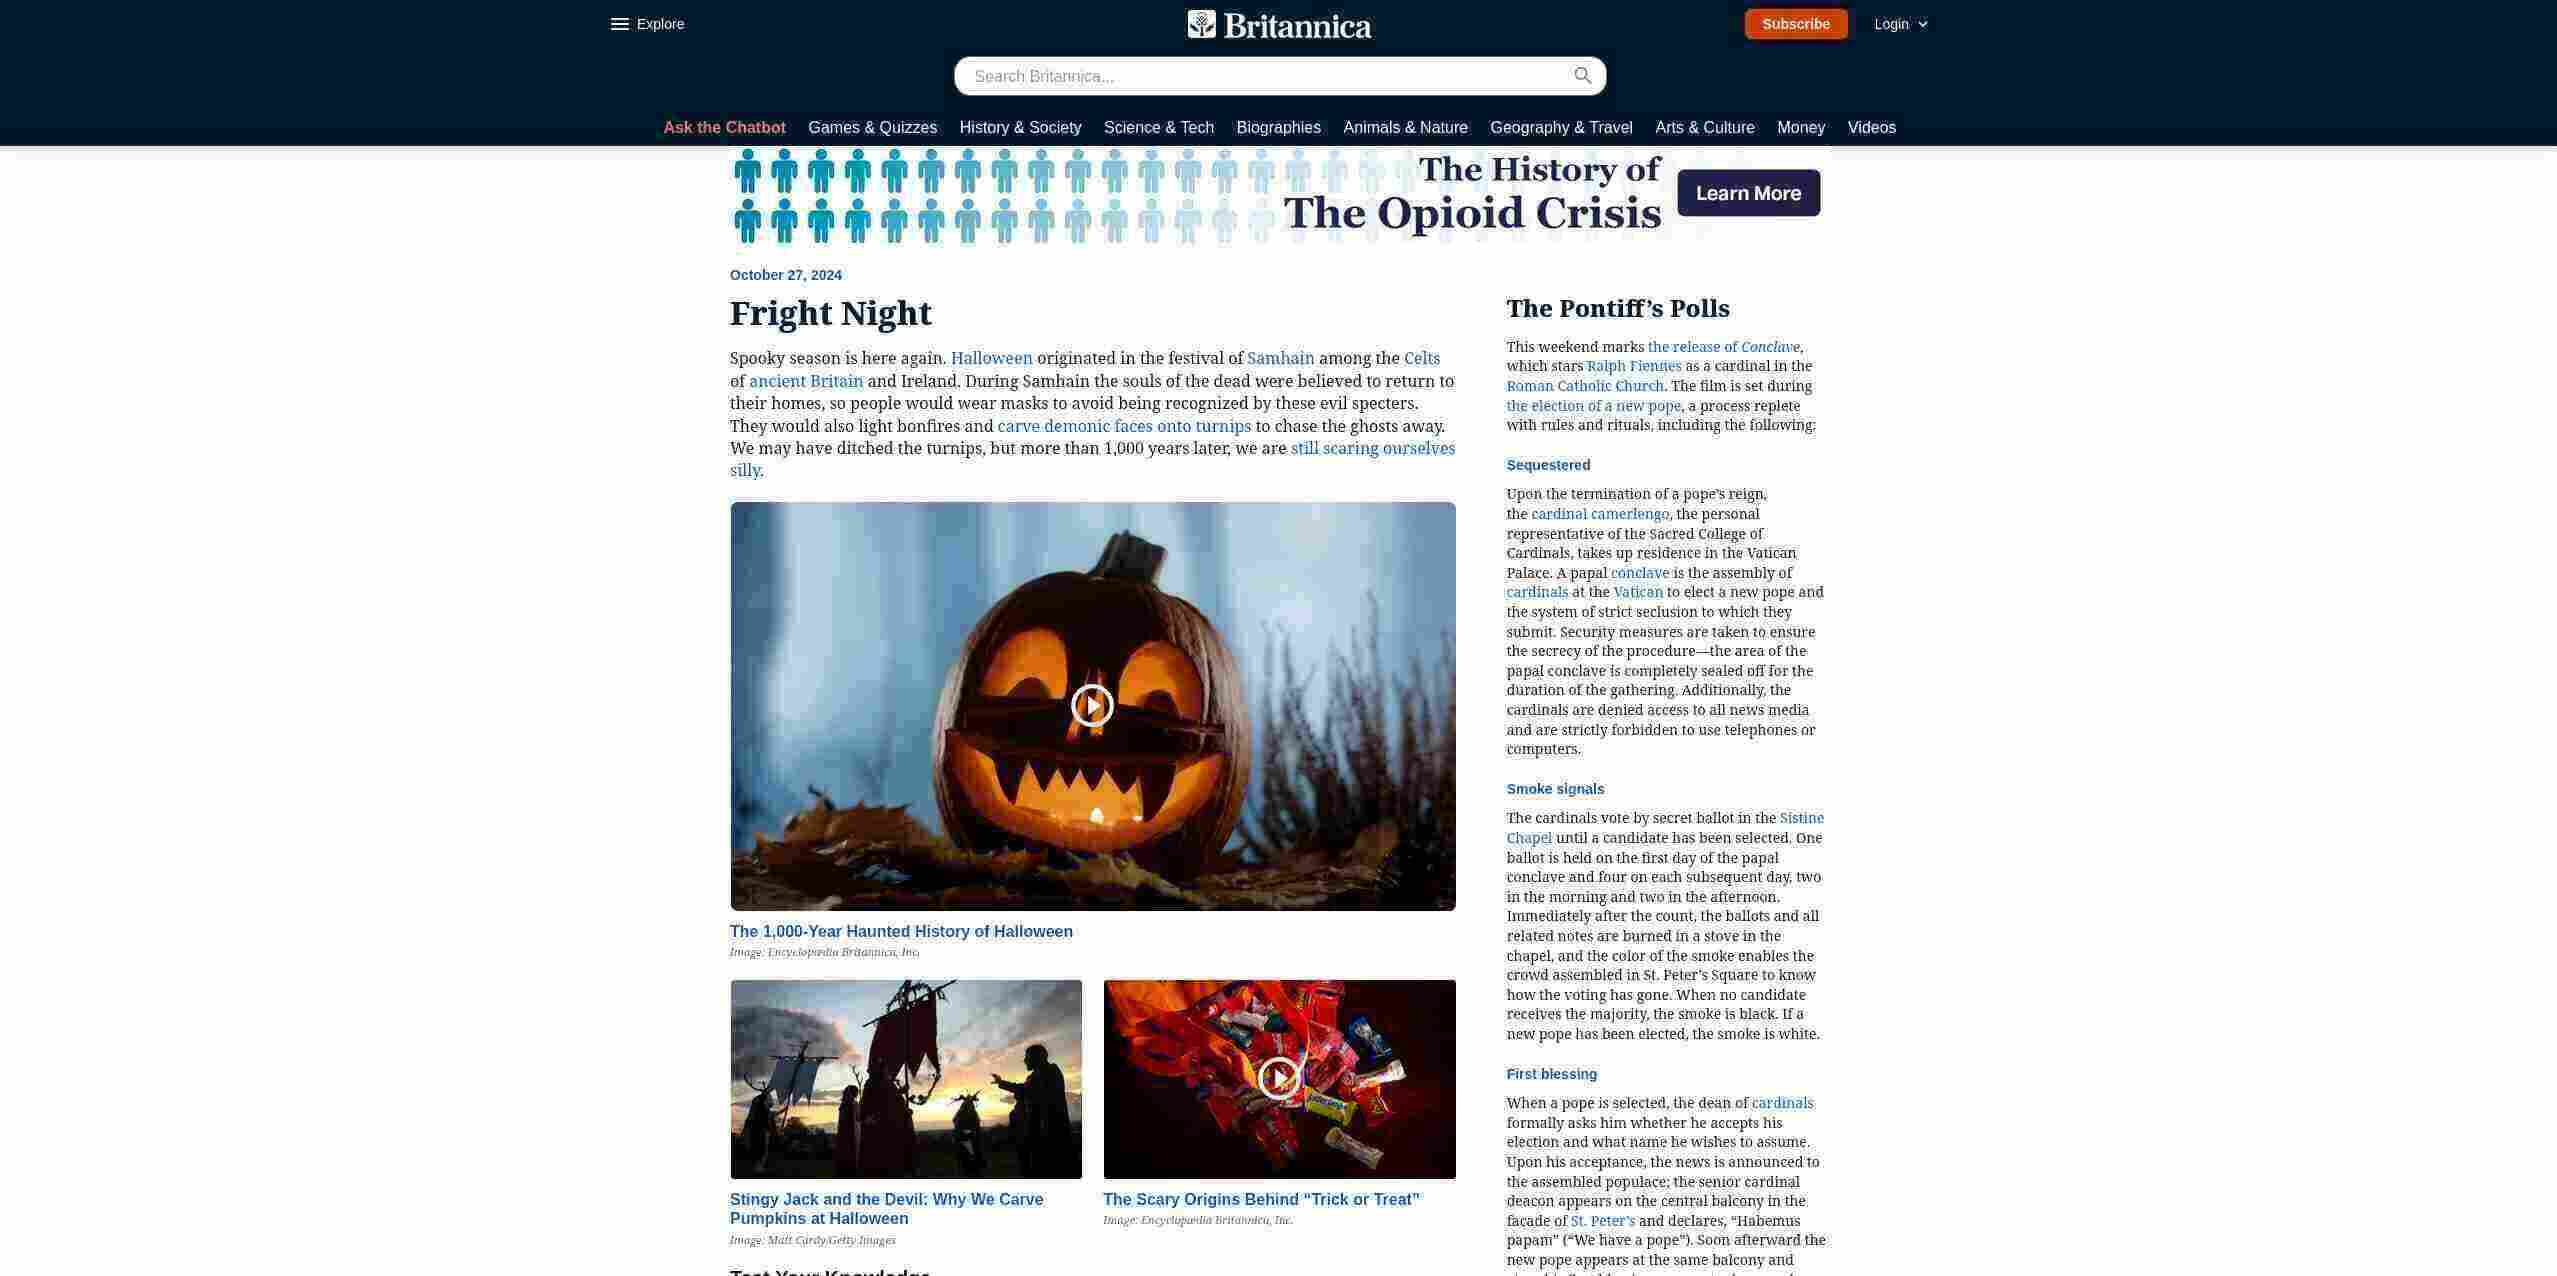 Explore
Britannica
Subscribe
Login
Search Britannica...
Ask the Chatbot
Games & Quizzes
History & Society
Science & Tech
Biographies
Animals & Nature
Geography & Travel
Arts & Culture
Money
Videos
The History of
The Opioid Crisis
Learn More
October 27, 2024
Fright Night
Spooky season is here again. Halloween originated in the festival of Samhain among the Celts
of ancient Britain and Ireland. During Samhain the souls of the dead were believed to return to
their homes, so people would wear masks to avoid being recognized by these evil specters.
They would also light bonfires and carve demonic faces onto turnips to chase the ghosts away.
We may have ditched the turnips, but more than 1,000 years later, we are still scaring ourselves
silly.
The 1,000-Year Haunted History of Halloween
Image: Encyclopædia Britannica, Inc.
Stingy Jack and the Devil: Why We Carve
Pumpkins at Halloween
Image: Matt Cardy/Getty Images
The Scary Origins Behind “Trick or Treat”
Image: Encyclopædia Britannica, Inc.
Test Your Knowledge
The Pontiff’s Polls
This weekend marks the release of Conclave,
which stars Ralph Fiennes as a cardinal in the
Roman Catholic Church. The film is set during
the election of a new pope, a process replete
with rules and rituals, including the following:
Sequestered
Upon the termination of a pope’s reign,
the cardinal camerlengo, the personal
representative of the Sacred College of
Cardinals, takes up residence in the Vatican
Palace. A papal conclave is the assembly of
cardinals at the Vatican to elect a new pope and
the system of strict seclusion to which they
submit. Security measures are taken to ensure
the secrecy of the procedure—the area of the
papal conclave is completely sealed off for the
duration of the gathering. Additionally, the
cardinals are denied access to all news media
and are strictly forbidden to use telephones or
computers.
Smoke signals
The cardinals vote by secret ballot in the Sistine
Chapel until a candidate has been selected. One
ballot is held on the first day of the papal
conclave and four on each subsequent day, two
in the morning and two in the afternoon.
Immediately after the count, the ballots and all
related notes are burned in a stove in the
chapel, and the color of the smoke enables the
crowd assembled in St. Peter’s Square to know
how the voting has gone. When no candidate
receives the majority, the smoke is black. If a
new pope has been elected, the smoke is white.
First blessing
When a pope is selected, the dean of cardinals
formally asks him whether he accepts his
election and what name he wishes to assume.
Upon his acceptance, the news is announced to
the assembled populace; the senior cardinal
deacon appears on the central balcony in the
facade of St. Peter’s and declares, “Habemus
papam” (“We have a pope”). Soon afterward the
new pope appears at the same balcony and